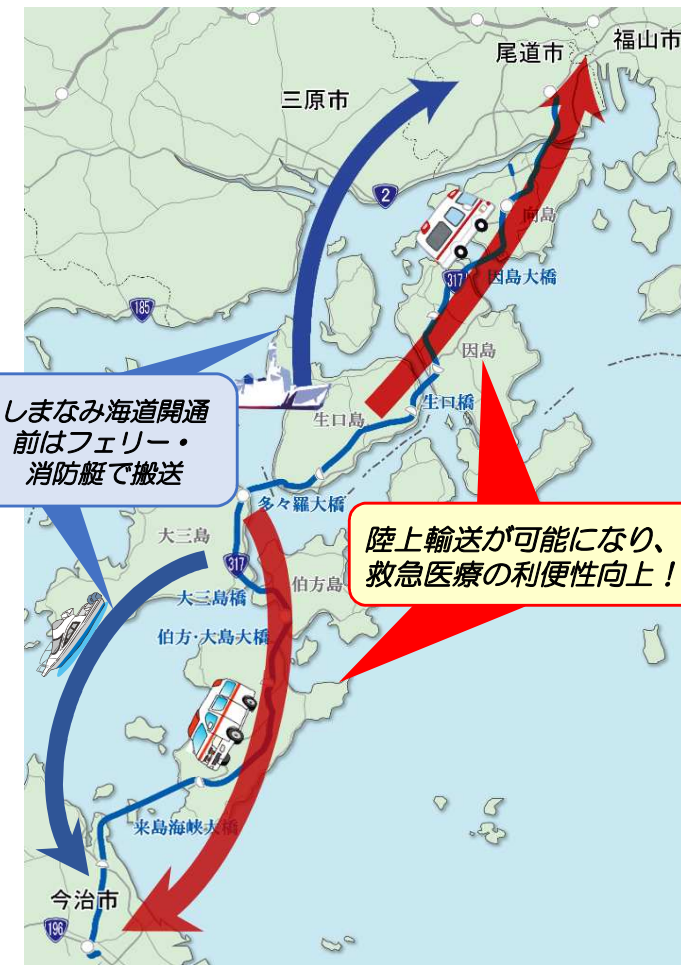 福山市
尾道市
三原市
2
向島
185
317
因島大橋
因島
しまなみ海道開通
前はフェリー・
消防艇で搬送
生口島
生口橋
多々羅大橋
陸上輸送が可能になり、
救急医療の利便性向上！
大三島
317
伯方島
大三島橋
伯方・大島大橋
来島海峡大橋
今治市
196